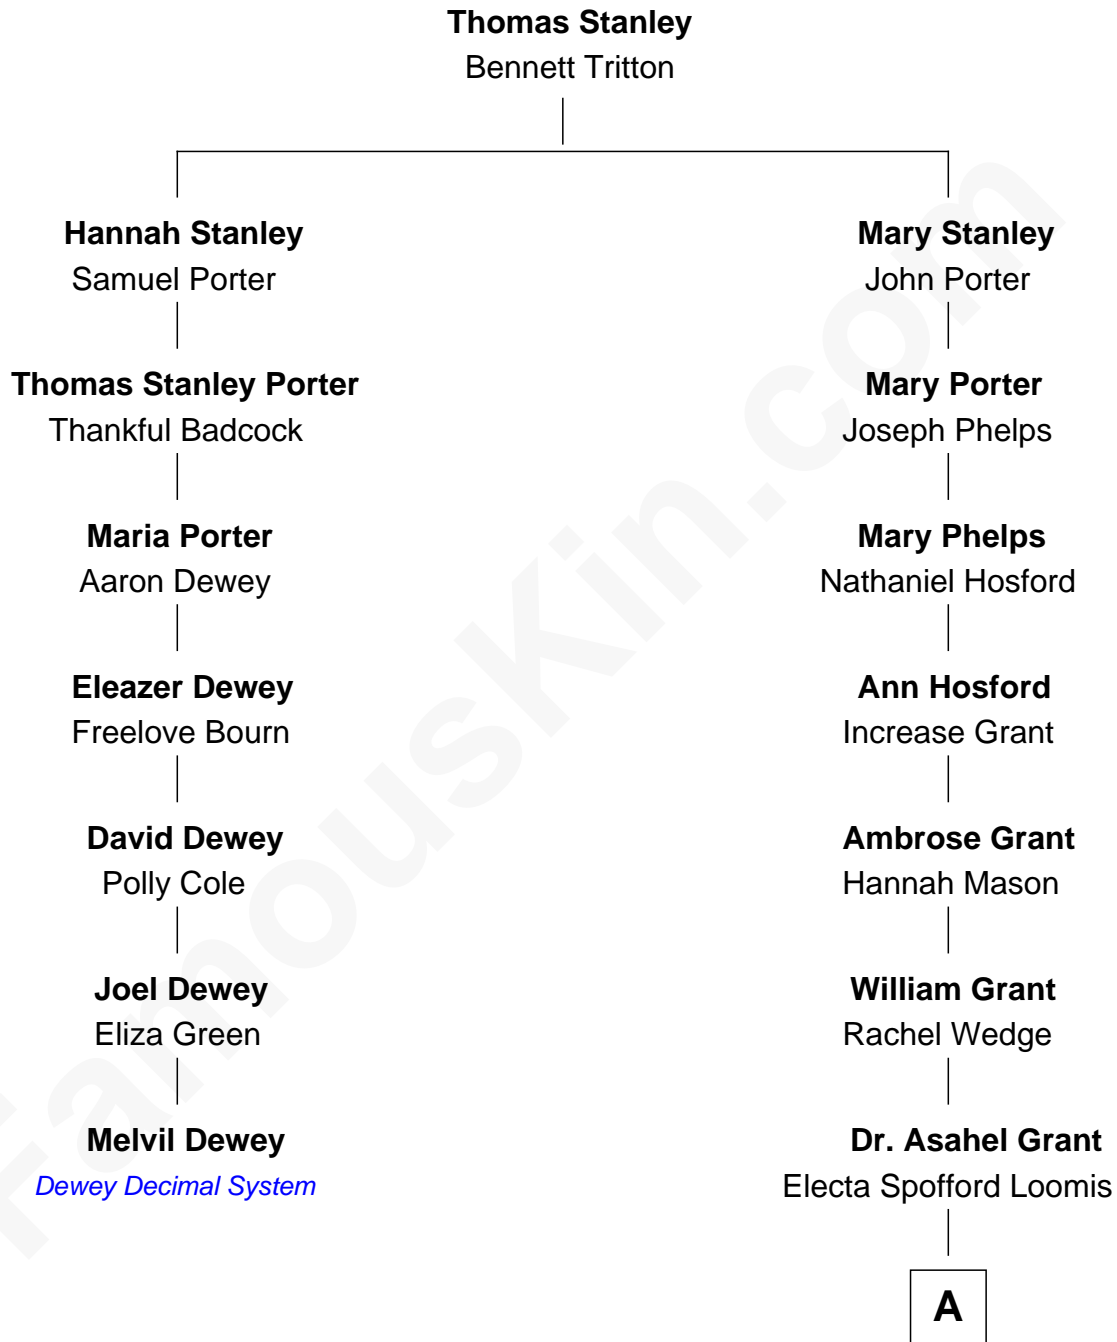 Thomas Stanley
Bennett Tritton
Hannah Stanley
Samuel Porter
Mary Stanley
John Porter
Thomas Stanley Porter
Thankful Badcock
Mary Porter
Joseph Phelps
Maria Porter
Aaron Dewey
Mary Phelps
Nathaniel Hosford
Eleazer Dewey
Freelove Bourn
Ann Hosford
Increase Grant
David Dewey
Polly Cole
Ambrose Grant
Hannah Mason
Joel Dewey
Eliza Green
William Grant
Rachel Wedge
Melvil Dewey
Dewey Decimal System
Dr. Asahel Grant
Electa Spofford Loomis
A
FamousKin.com